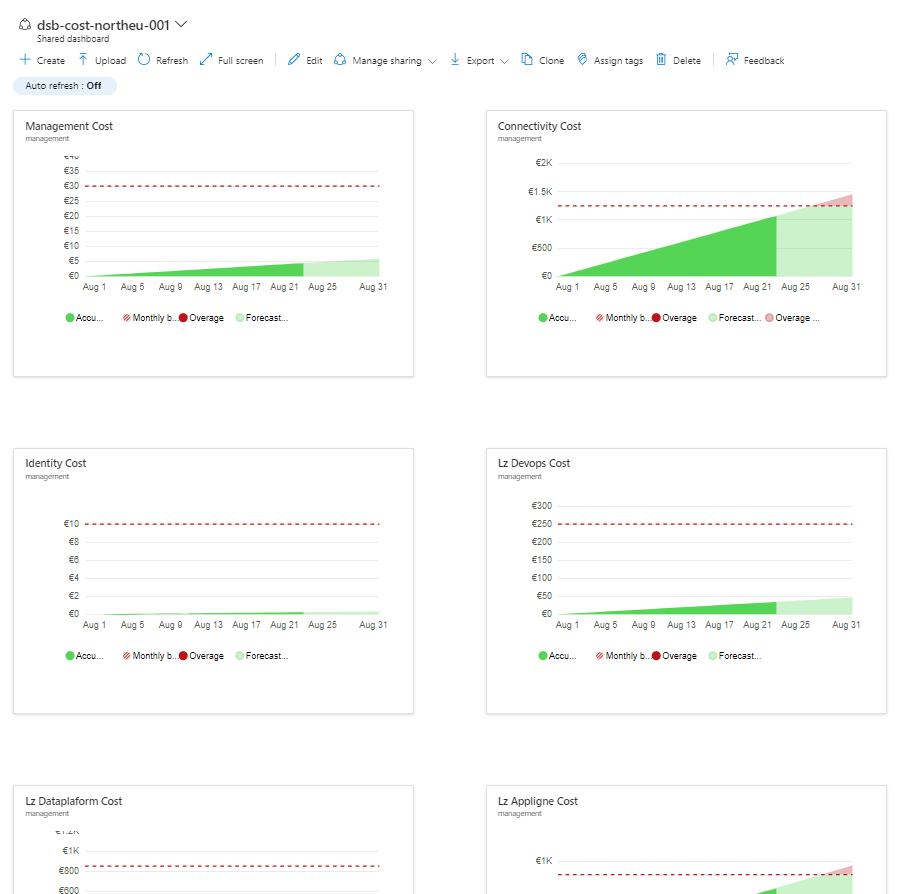 dsb-cost-northeu-001
Shared dashboard
Create Upload Refresh Full screen Edit Manage sharing Export Clone Assign tags Delete Feedback
Auto refresh : Off
Management Cost
management
€40
€35
€30
€25
€20
€15
€10
€5
€0
Aug 1 Aug 5 Aug 9 Aug 13 Aug 17 Aug 21 Aug 25 Aug 31
Accu... Monthly b... Overage Forecast...
Connectivity Cost
management
€2K
€1.5K
€1K
€500
€0
Aug 1 Aug 5 Aug 9 Aug 13 Aug 17 Aug 21 Aug 25 Aug 31
Accu... Monthly b... Overage Forecast... Overage ...
Identity Cost
management
€10
€8
€6
€4
€2
€0
Aug 1 Aug 5 Aug 9 Aug 13 Aug 17 Aug 21 Aug 25 Aug 31
Accu... Monthly b... Overage Forecast...
Lz Devops Cost
management
€300
€250
€200
€150
€100
€50
€0
Aug 1 Aug 5 Aug 9 Aug 13 Aug 17 Aug 21 Aug 25 Aug 31
Accu... Monthly b... Overage Forecast...
Lz Dataplaform Cost
management
€1.2K
€1K
€800
€600
Lz Appligne Cost
management
€1K